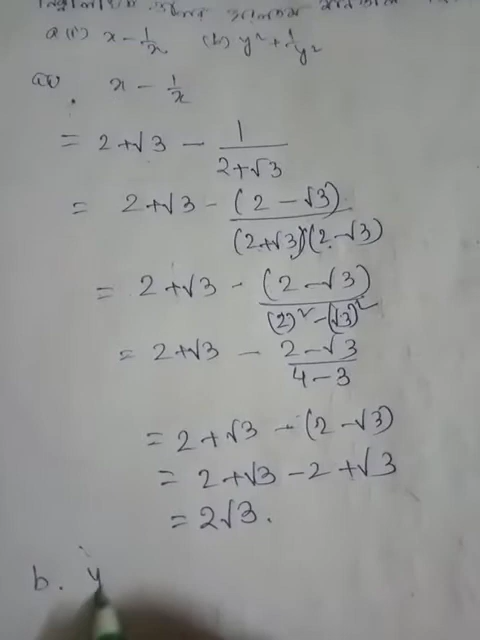 a (i) x - 1/x (b) y² + 1/y²
x - 1/x
= 2+√3 - 1/(2+√3)
= 2+√3 - (2-√3)/((2+√3)(2-√3))
= 2+√3 - (2-√3)/((2)²-(√3)²)
= 2+√3 - (2-√3)/(4-3)
= 2+√3 - (2-√3)
= 2+√3-2+√3
= 2√3.
b. y